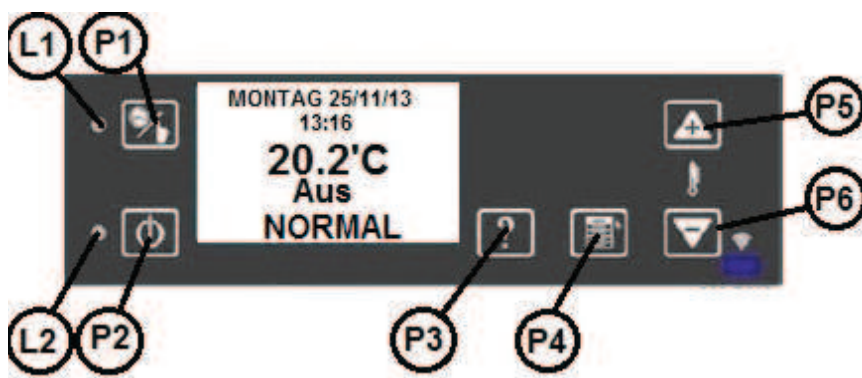 L1 P1
MONTAG 25/11/13
13:16
20.2'C
Aus
NORMAL
+
?
-
P5
P6
L2 P2 P3 P4